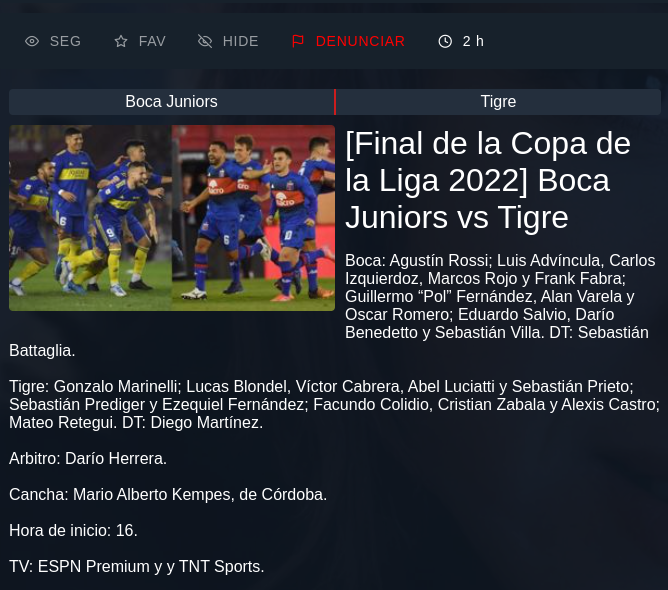 SEG FAV HIDE DENUNCIAR 2 h
Boca Juniors Tigre
[Final de la Copa de
la Liga 2022] Boca
Juniors vs Tigre
Boca: Agustín Rossi; Luis Advíncula, Carlos
Izquierdoz, Marcos Rojo y Frank Fabra;
Guillermo “Pol” Fernández, Alan Varela y
Oscar Romero; Eduardo Salvio, Darío
Benedetto y Sebastián Villa. DT: Sebastián
Battaglia.
Tigre: Gonzalo Marinelli; Lucas Blondel, Víctor Cabrera, Abel Luciatti y Sebastián Prieto;
Sebastián Prediger y Ezequiel Fernández; Facundo Colidio, Cristian Zabala y Alexis Castro;
Mateo Retegui. DT: Diego Martínez.
Arbitro: Darío Herrera.
Cancha: Mario Alberto Kempes, de Córdoba.
Hora de inicio: 16.
TV: ESPN Premium y y TNT Sports.